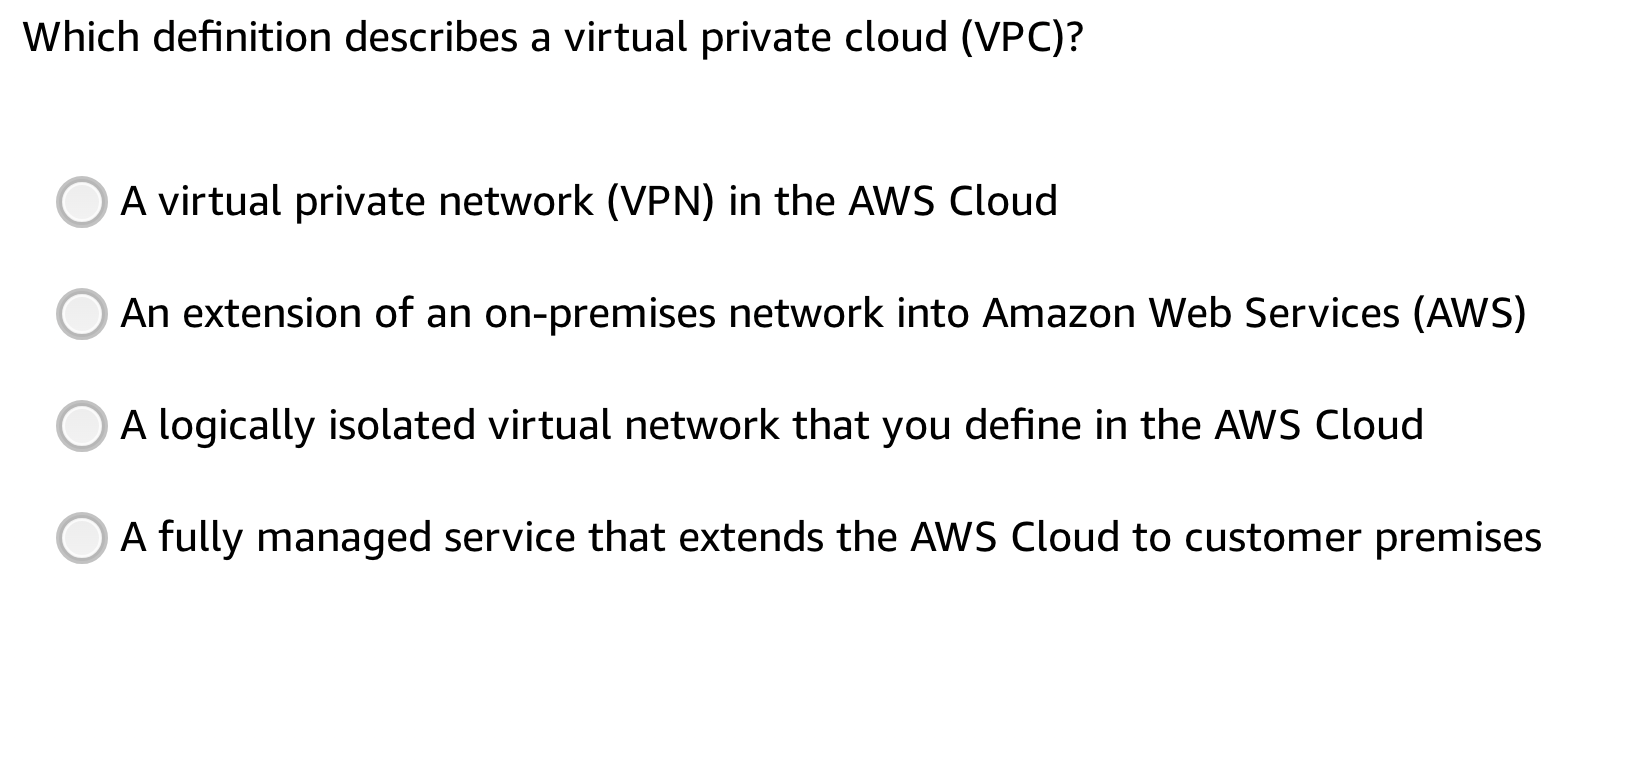 Which definition describes a virtual private cloud (VPC)?
A virtual private network (VPN) in the AWS Cloud
An extension of an on-premises network into Amazon Web Services (AWS)
A logically isolated virtual network that you define in the AWS Cloud
A fully managed service that extends the AWS Cloud to customer premises